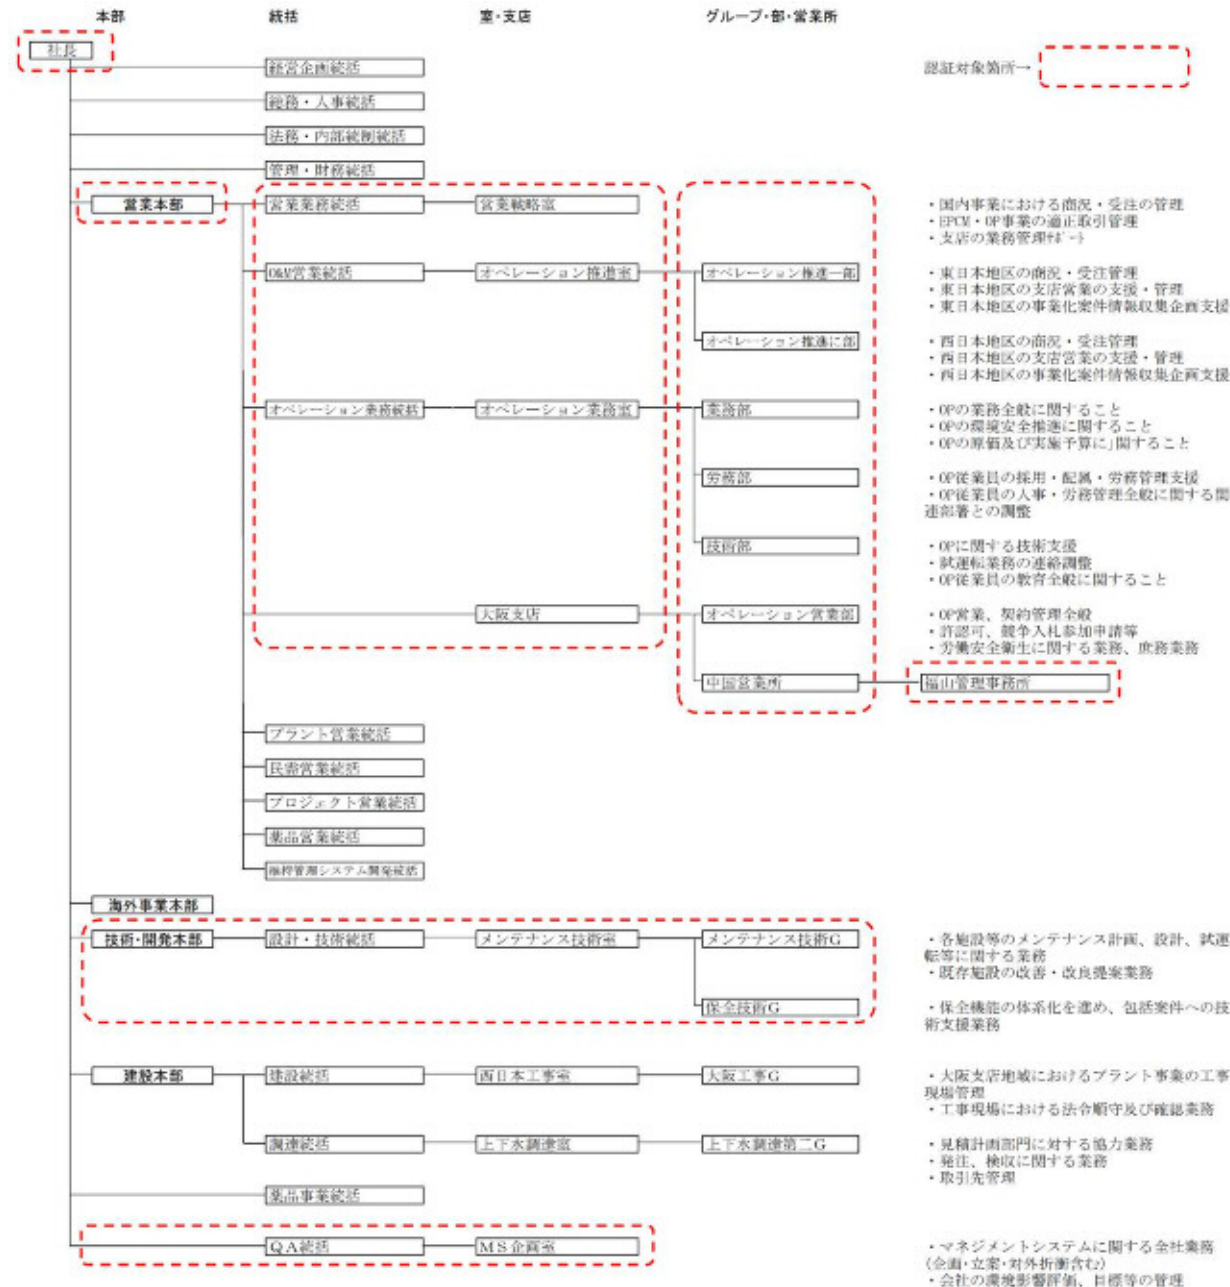 本部 統括 室・支店 グループ・部・営業所
社長
経営企画統括
認証対象箇所→
総務・人事統括
法務・内部統制統括
管理・財務統括
営業本部 営業業務統括 営業戦略室
・国内事業における商況・受注の管理
・EPCM・OP事業の適正取引管理
・支店の業務管理ｻﾎﾟｰﾄ
O&M営業統括 オペレーション推進室 オペレーション推進一部
・東日本地区の商況・受注管理
・東日本地区の支店営業の支援・管理
・東日本地区の事業化案件情報収集企画支援
オペレーション推進に部
・西日本地区の商況・受注管理
・西日本地区の支店営業の支援・管理
・西日本地区の事業化案件情報収集企画支援
オペレーション業務統括 オペレーション業務室 業務部
・OPの業務全般に関すること
・OPの環境安全推進に関すること
・OPの原価及び実施予算に」関すること
労務部
・OP従業員の採用・配属・労務管理支援
・OP従業員の人事・労務管理全般に関する関
連部署との調整
技術部
・OPに関する技術支援
・試運転業務の連絡調整
・OP従業員の教育全般に関すること
大阪支店 オペレーション営業部
・OP営業、契約管理全般
・許認可、競争入札参加申請等
・労働安全衛生に関する業務、庶務業務
中国営業所 福山管理事務所
プラント営業統括
民需営業統括
プロジェクト営業統括
薬品営業統括
維持管理システム開発統括
海外事業本部
技術・開発本部 設計・技術統括 メンテナンス技術室 メンテナンス技術G
・各施設等のメンテナンス計画、設計、試運
転等に関する業務
・既存施設の改善・改良提案業務
保全技術G
・保全機能の体系化を進め、包括案件への技
術支援業務
建設本部 建設統括 西日本工事室 大阪工事G
・大阪支店地域におけるプラント事業の工事
現場管理
・工事現場における法令順守及び確認業務
調達統括 上下水調達室 上下水調達第二G
・見積計画部門に対する協力業務
・発注、検収に関する業務
・取引先管理
薬品事業統括
QA統括 MS企画室
・マネジメントシステムに関する全社業務
(企画・立案・対外折衝含む)
・会社の環境影響評価、目標等の管理